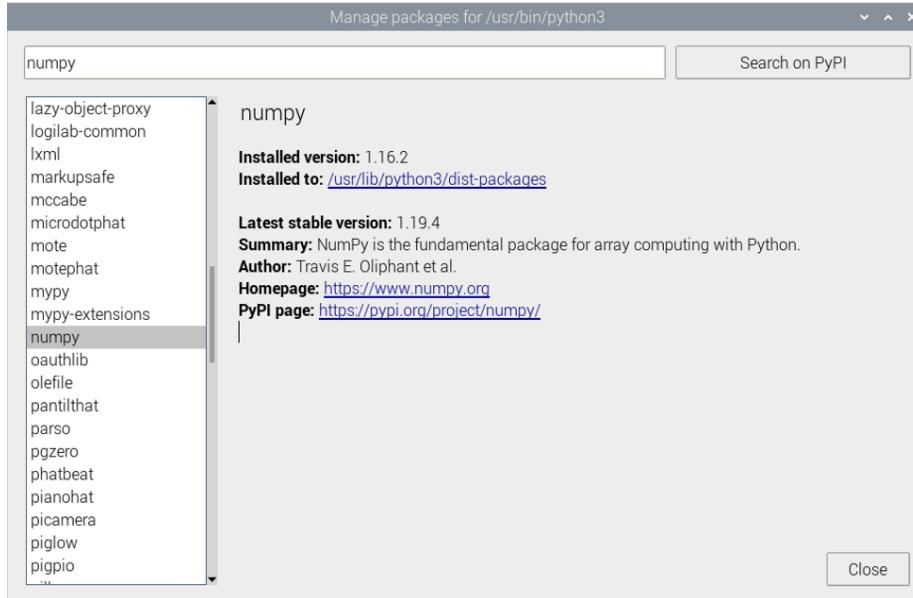 Manage packages for /usr/bin/python3
numpy
Search on PyPI
lazy-object-proxy
logilab-common
lxml
markupsafe
mccabe
microdotphat
mote
motephat
mypy
mypy-extensions
numpy
oauthlib
olefile
pantilthat
parso
pgzero
phatbeat
pianohat
picamera
piglow
pigpio
numpy
Installed version: 1.16.2
Installed to: /usr/lib/python3/dist-packages
Latest stable version: 1.19.4
Summary: NumPy is the fundamental package for array computing with Python.
Author: Travis E. Oliphant et al.
Homepage: https://www.numpy.org
PyPI page: https://pypi.org/project/numpy/
Close